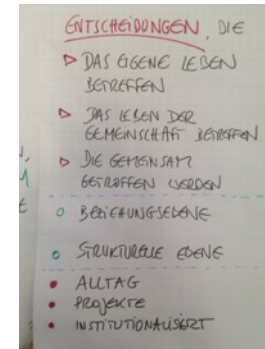 ENTSCHEIDUNGEN, DIE
▷ DAS EIGENE LEBEN
BETREFFEN
▷ DAS LEBEN DER
GEMEINSCHAFT BETREFFEN
▷ DIE GEMEINSAM
GETROFFEN WERDEN
○ BEZIEHUNGSEBENE
○ STRUKTURELLE EBENE
• ALLTAG
• PROJEKTE
• INSTITUTIONALISIERT